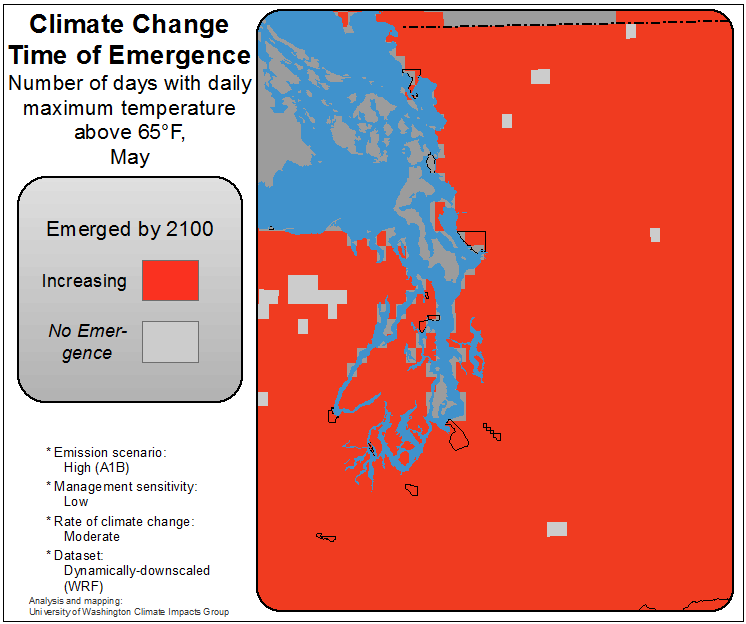 Climate Change
Time of Emergence
Number of days with daily
maximum temperature
above 65°F,
May
Emerged by 2100
Increasing
No Emer-
gence
* Emission scenario:
High (A1B)
* Management sensitivity:
Low
* Rate of climate change:
Moderate
* Dataset:
Dynamically-downscaled
(WRF)
Analysis and mapping:
University of Washington Climate Impacts Group